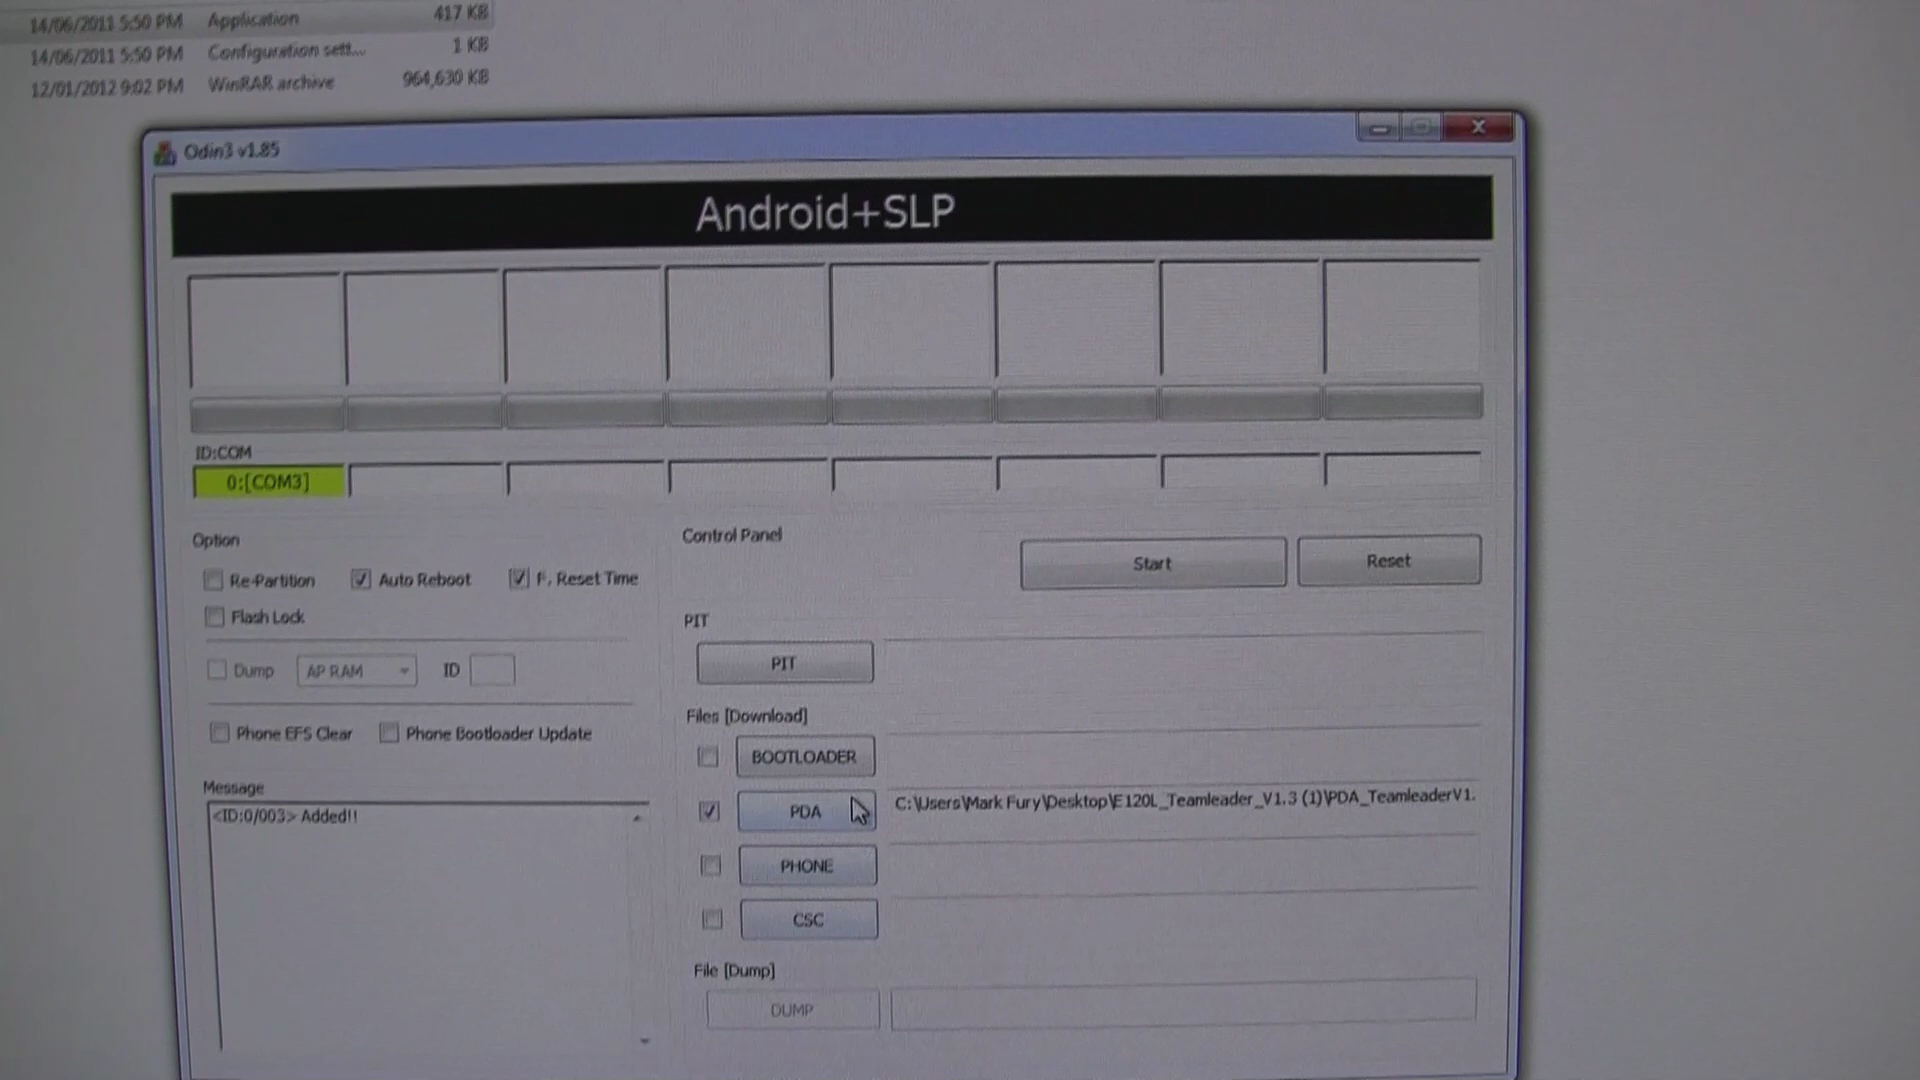 14/06/2011 5:50 PM Application 417 KB
14/06/2011 5:50 PM Configuration sett... 1 KB
12/01/2012 9:02 PM WinRAR archive 964,630 KB
Odin3 v1.85
Android+SLP
ID:COM
0:[COM3]
Option
Re-Partition Auto Reboot F. Reset Time
Flash Lock
Dump AP RAM ID
Phone EFS Clear Phone Bootloader Update
Message
<ID:0/003> Added!!
Control Panel
Start Reset
PIT
PIT
Files [Download]
BOOTLOADER
PDA C:\Users\Mark Fury\Desktop\E120L_Teamleader_V1.3 (1)\PDA_TeamleaderV1.
PHONE
CSC
File [Dump]
DUMP